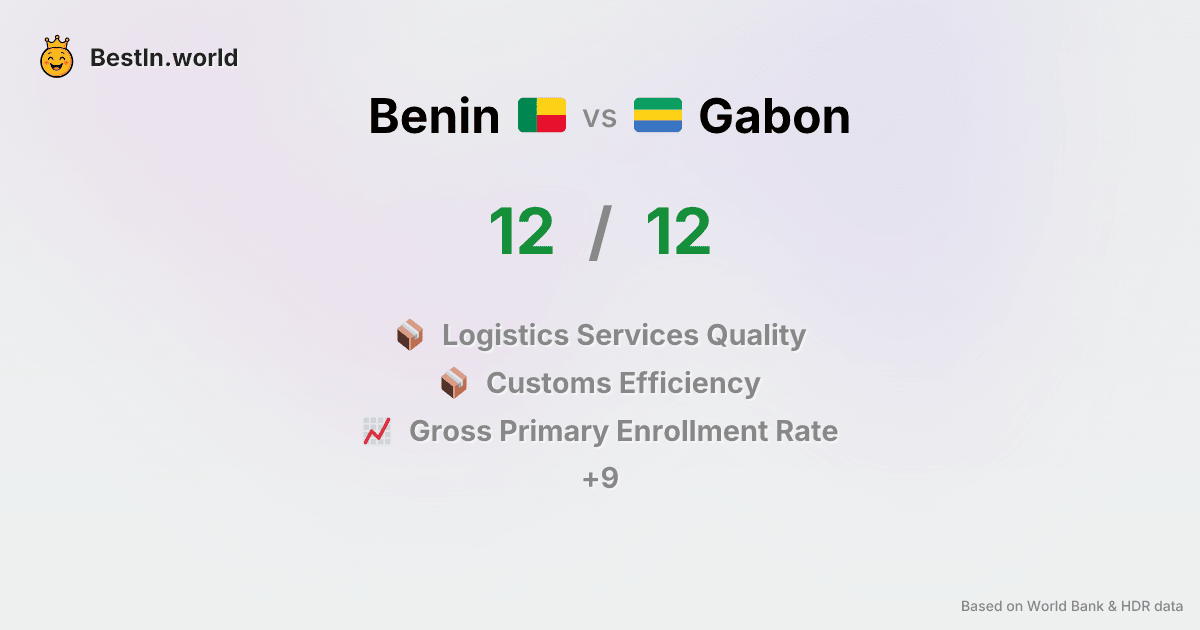 BestIn.world
Benin vs Gabon
12 / 12
Logistics Services Quality
Customs Efficiency
Gross Primary Enrollment Rate
+9
Based on World Bank & HDR data